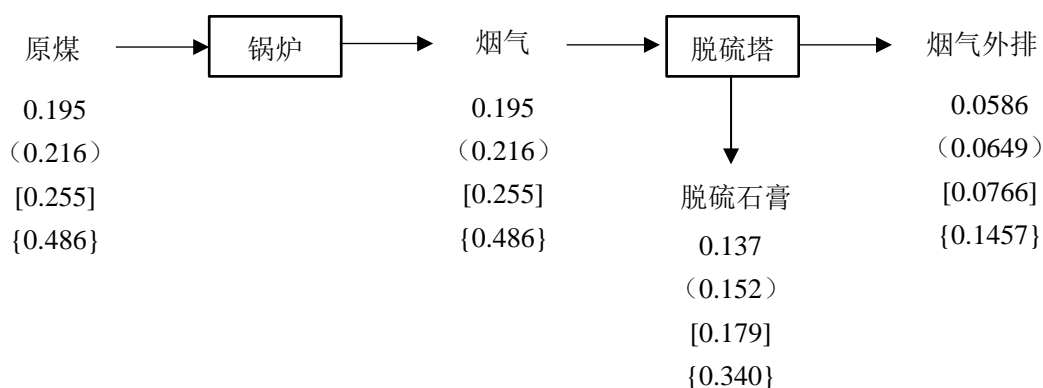 原煤
锅炉
烟气
脱硫塔
烟气外排
0.195
（0.216）
[0.255]
{0.486}
0.195
（0.216）
[0.255]
{0.486}
0.0586
（0.0649）
[0.0766]
{0.1457}
脱硫石膏
0.137
（0.152）
[0.179]
{0.340}